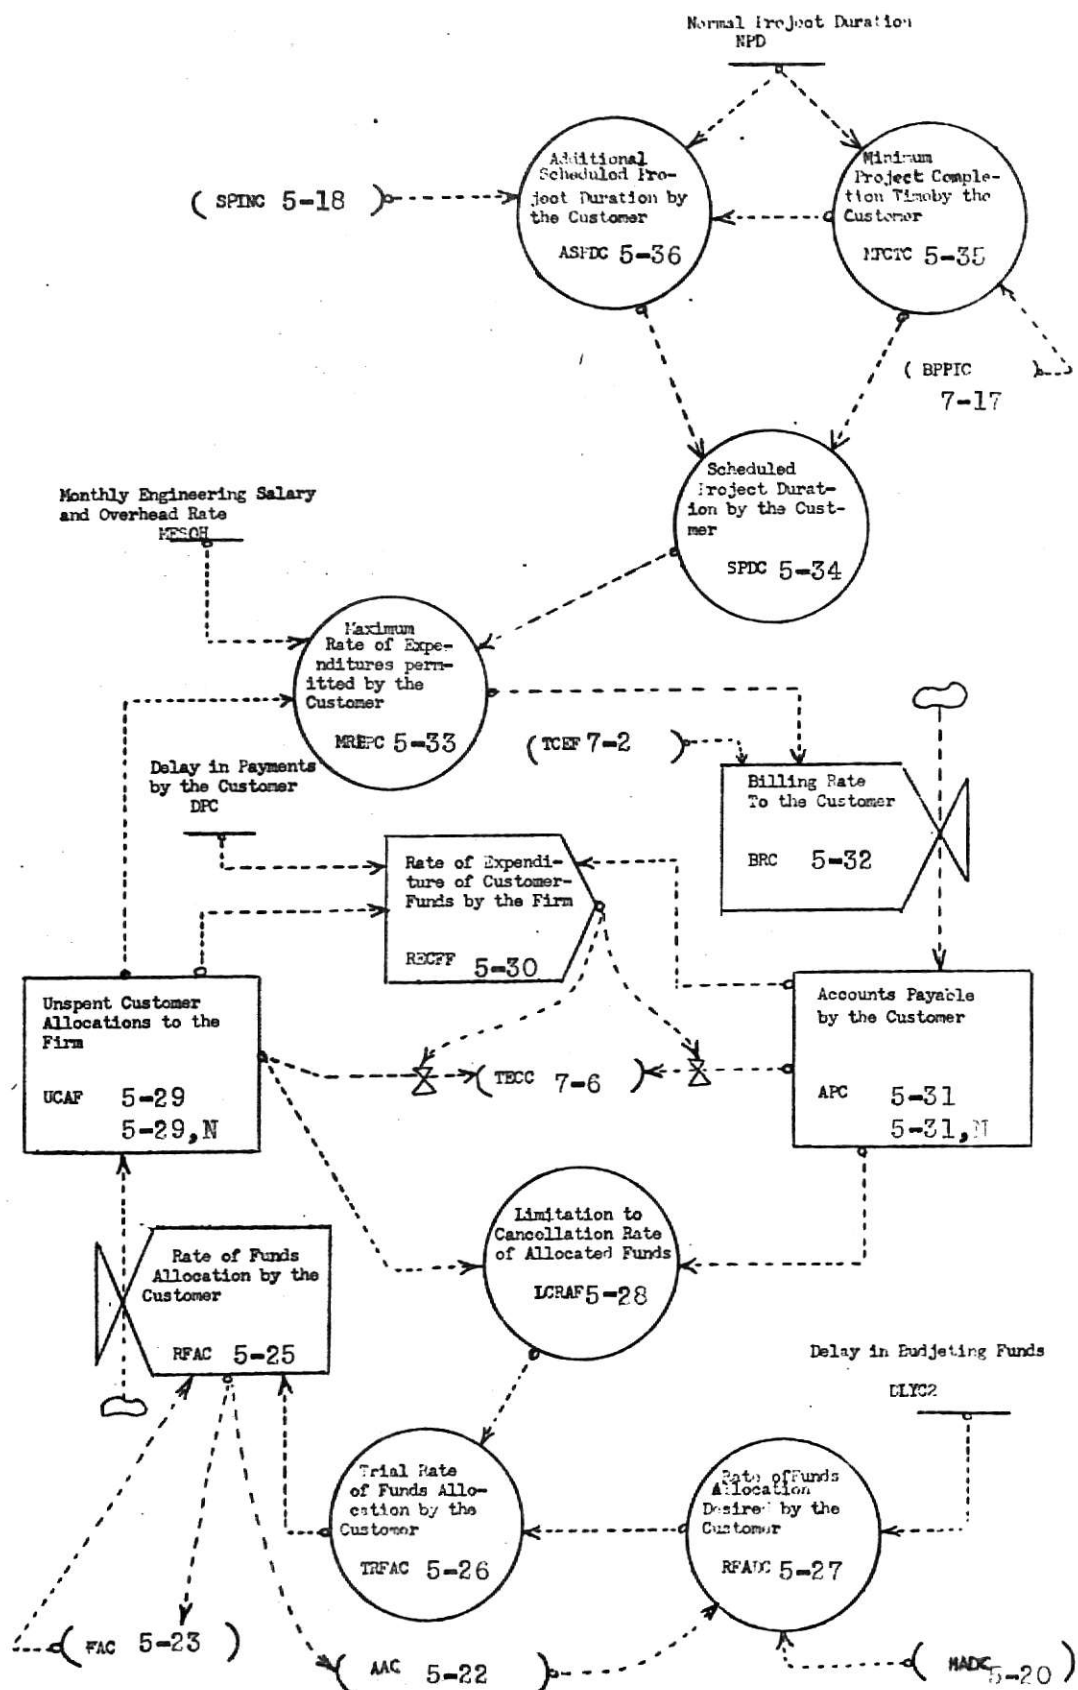 Normal Project Duration
NPD
Additional
Scheduled Pro-
ject Duration by
the Customer
ASPDC 5-36
Minimum
Project Comple-
tion Timeby the
Customer
MPCTC 5-35
( SPINC 5-18 )
( BPPIC )
7-17
Scheduled
Project Durat-
ion by the Cust-
mer
SPDC 5-34
Monthly Engineering Salary
and Overhead Rate
MESOH
Maximum
Rate of Expe-
nditures perm-
itted by the
Customer
MREPC 5-33
(TCEF 7-2 )
Delay in Payments
by the Customer
DPC
Billing Rate
To the Customer
BRC 5-32
Rate of Expendi-
ture of Customer-
Funds by the Firm
RECFF 5-30
Unspent Customer
Allocations to the
Firm
UCAF 5-29
5-29,N
Accounts Payable
by the Customer
APC 5-31
5-31,N
(TECC 7-6 )
Limitation to
Cancollation Rate
of Allocated Funds
LCRAF 5-28
Rate of Funds
Allocation by the
Customer
RFAC 5-25
Delay in Budjeting Funds
DLYC2
Trial Rate
of Funds Allo-
cation by the
Customer
TRFAC 5-26
Rate ofFunds
Allocation
Desired by the
Customer
RFADC 5-27
( FAC 5-23 )
( AAC 5-22 )
( MADC 5-20 )